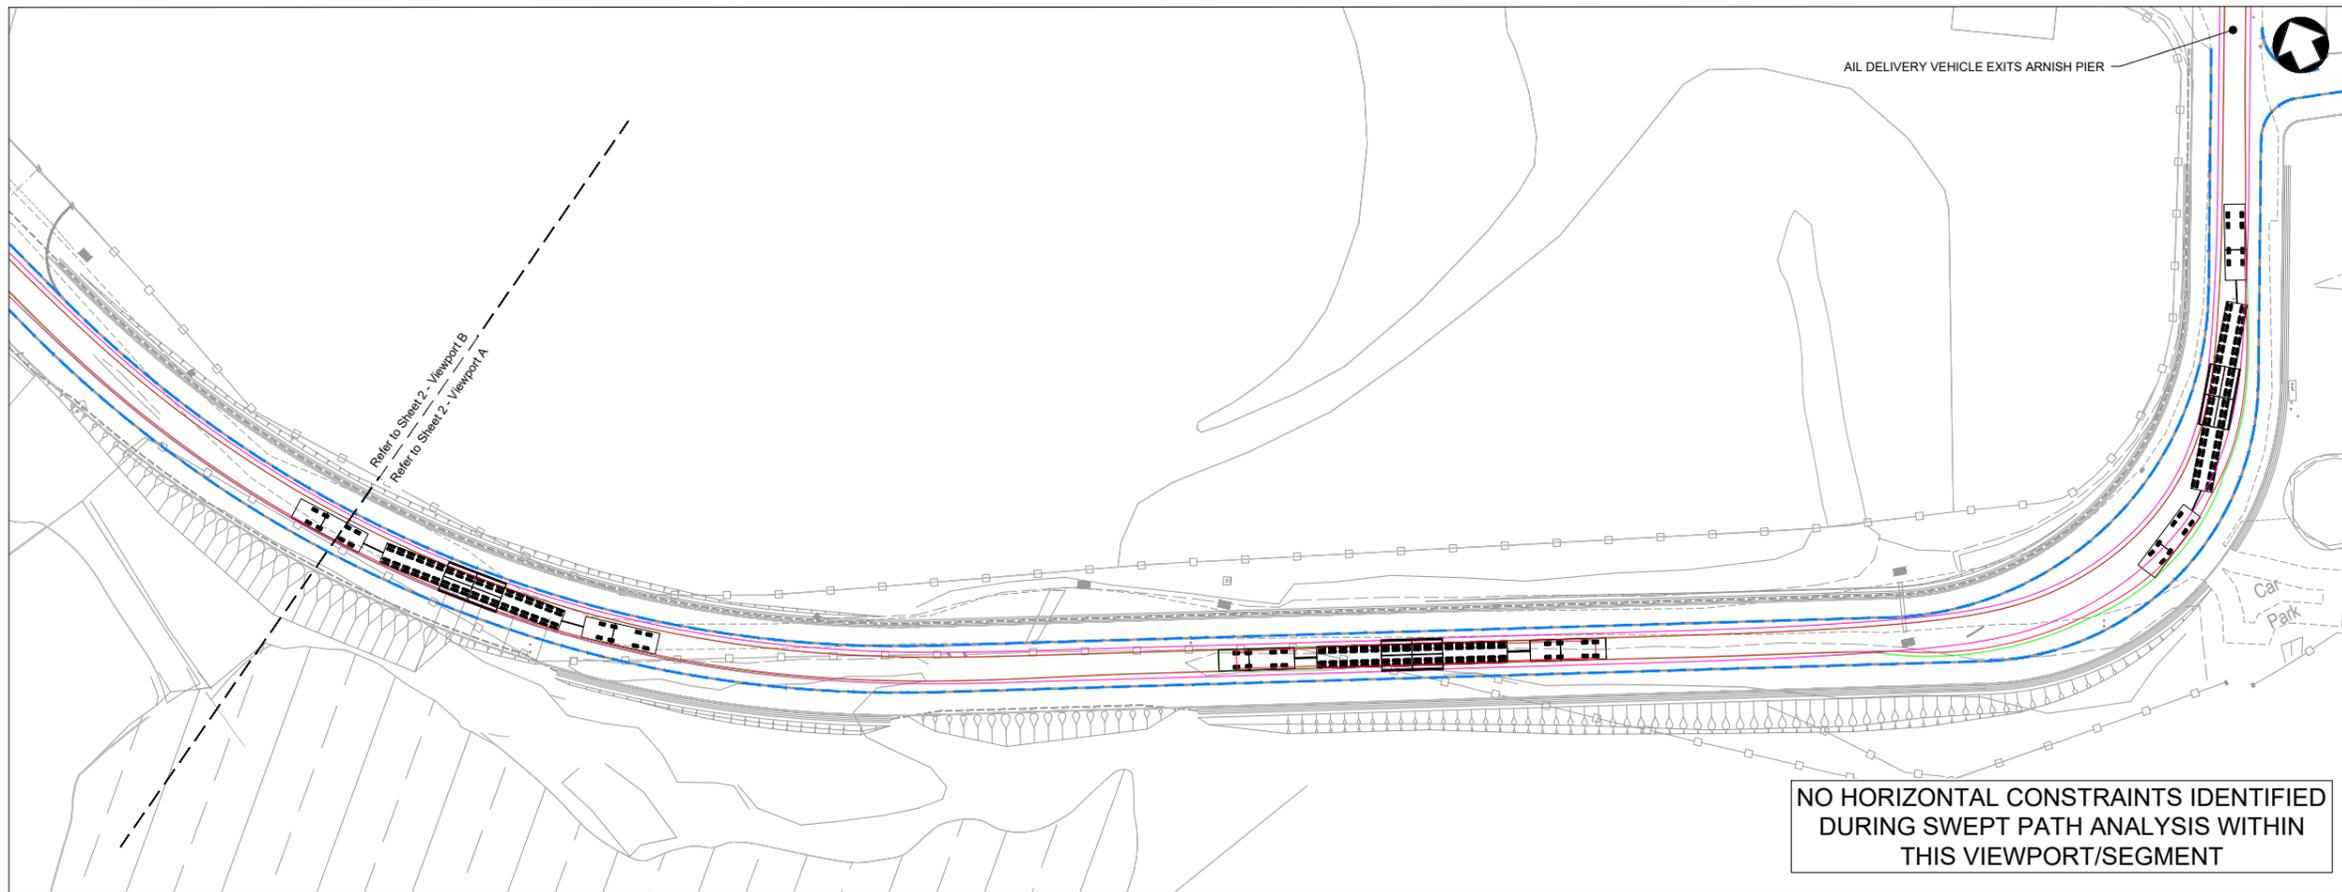 AIL DELIVERY VEHICLE EXITS ARNISH PIER
Refer to Sheet 2 - Viewport B
Refer to Sheet 2 - Viewport A
Car
Park
NO HORIZONTAL CONSTRAINTS IDENTIFIED
DURING SWEPT PATH ANALYSIS WITHIN
THIS VIEWPORT/SEGMENT